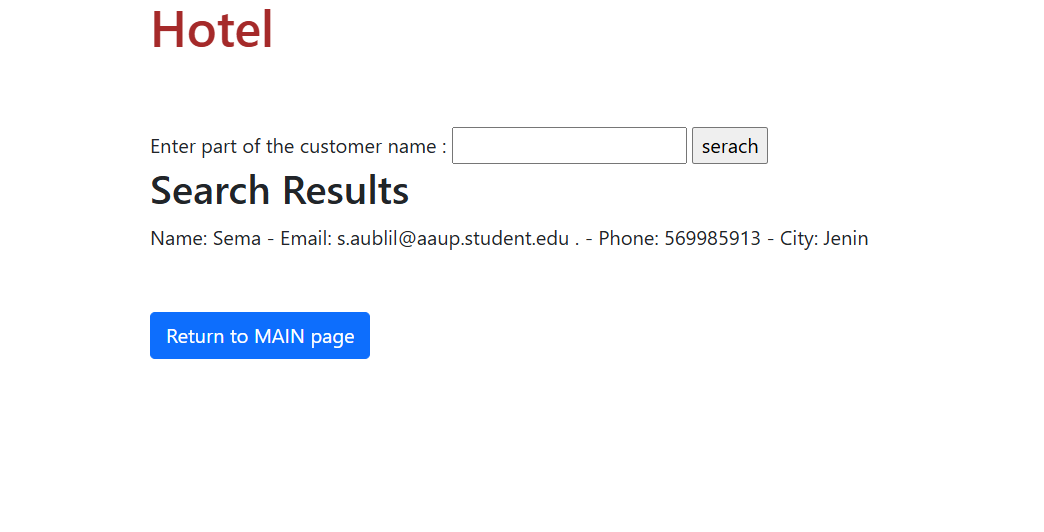 Hotel
Enter part of the customer name : serach
Search Results
Name: Sema - Email: s.aublil@aaup.student.edu . - Phone: 569985913 - City: Jenin
Return to MAIN page